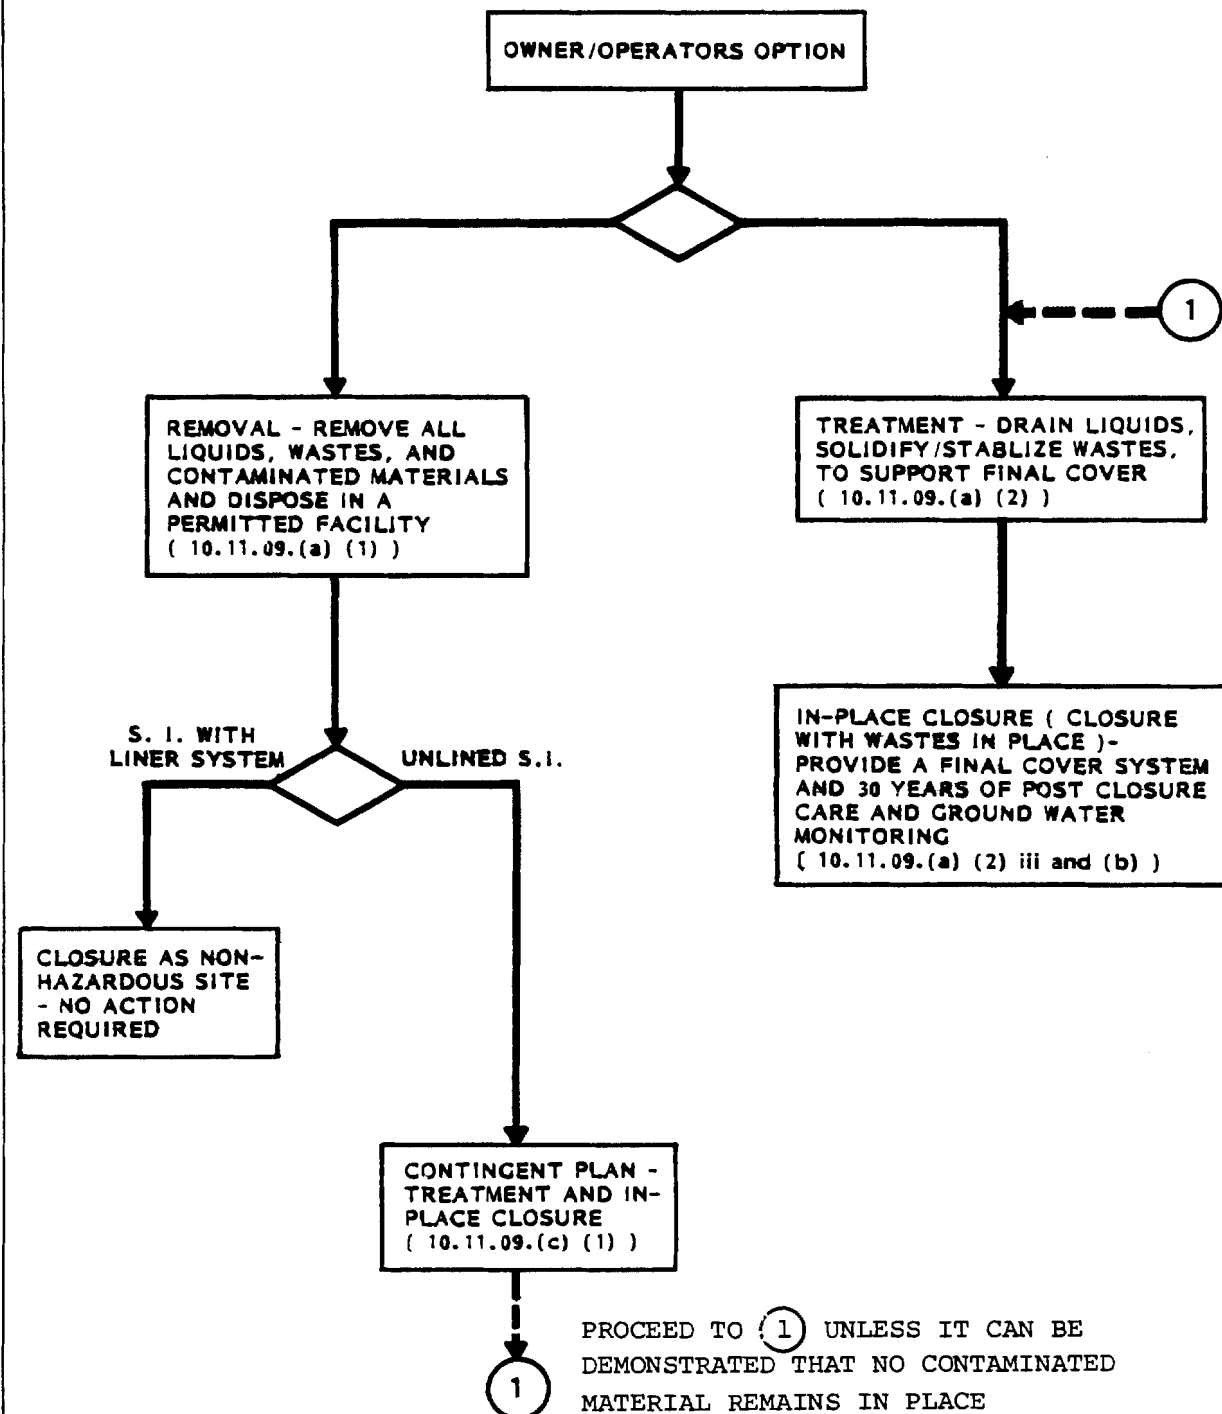 OWNER/OPERATORS OPTION
1
REMOVAL - REMOVE ALL
LIQUIDS, WASTES, AND
CONTAMINATED MATERIALS
AND DISPOSE IN A
PERMITTED FACILITY
( 10.11.09.(a) (1) )
TREATMENT - DRAIN LIQUIDS,
SOLIDIFY/STABLIZE WASTES,
TO SUPPORT FINAL COVER
( 10.11.09.(a) (2) )
S. I. WITH
LINER SYSTEM
UNLINED S.I.
IN-PLACE CLOSURE ( CLOSURE
WITH WASTES IN PLACE )-
PROVIDE A FINAL COVER SYSTEM
AND 30 YEARS OF POST CLOSURE
CARE AND GROUND WATER
MONITORING
( 10.11.09.(a) (2) iii and (b) )
CLOSURE AS NON-
HAZARDOUS SITE
- NO ACTION
REQUIRED
CONTINGENT PLAN -
TREATMENT AND IN-
PLACE CLOSURE
( 10.11.09.(c) (1) )
1
PROCEED TO 1 UNLESS IT CAN BE
DEMONSTRATED THAT NO CONTAMINATED
MATERIAL REMAINS IN PLACE